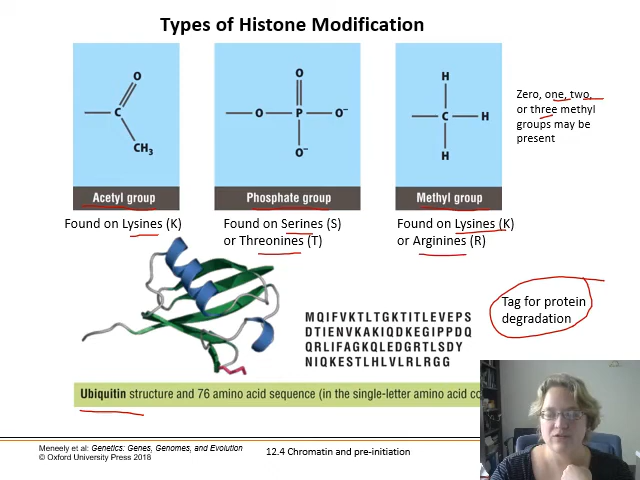 Types of Histone Modification
O
C
CH3
O
O
P
O–
O–
H
C
H
H
Zero, one, two,
or three methyl
groups may be
present
Acetyl group
Phosphate group
Methyl group
Found on Lysines (K)
Found on Serines (S)
or Threonines (T)
Found on Lysines (K)
or Arginines (R)
Tag for protein
degradation
MQIFVKTLTGKTITLEVEPS
DTIENVKAKIQDKEGIPPDQ
QRLIFAGKQLEDGRTLSDY
NIQKESTLHLVLRLRGG
Ubiquitin structure and 76 amino acid sequence (in the single-letter amino acid co
Meneely et al: Genetics: Genes, Genomes, and Evolution
© Oxford University Press 2018
12.4 Chromatin and pre-initiation